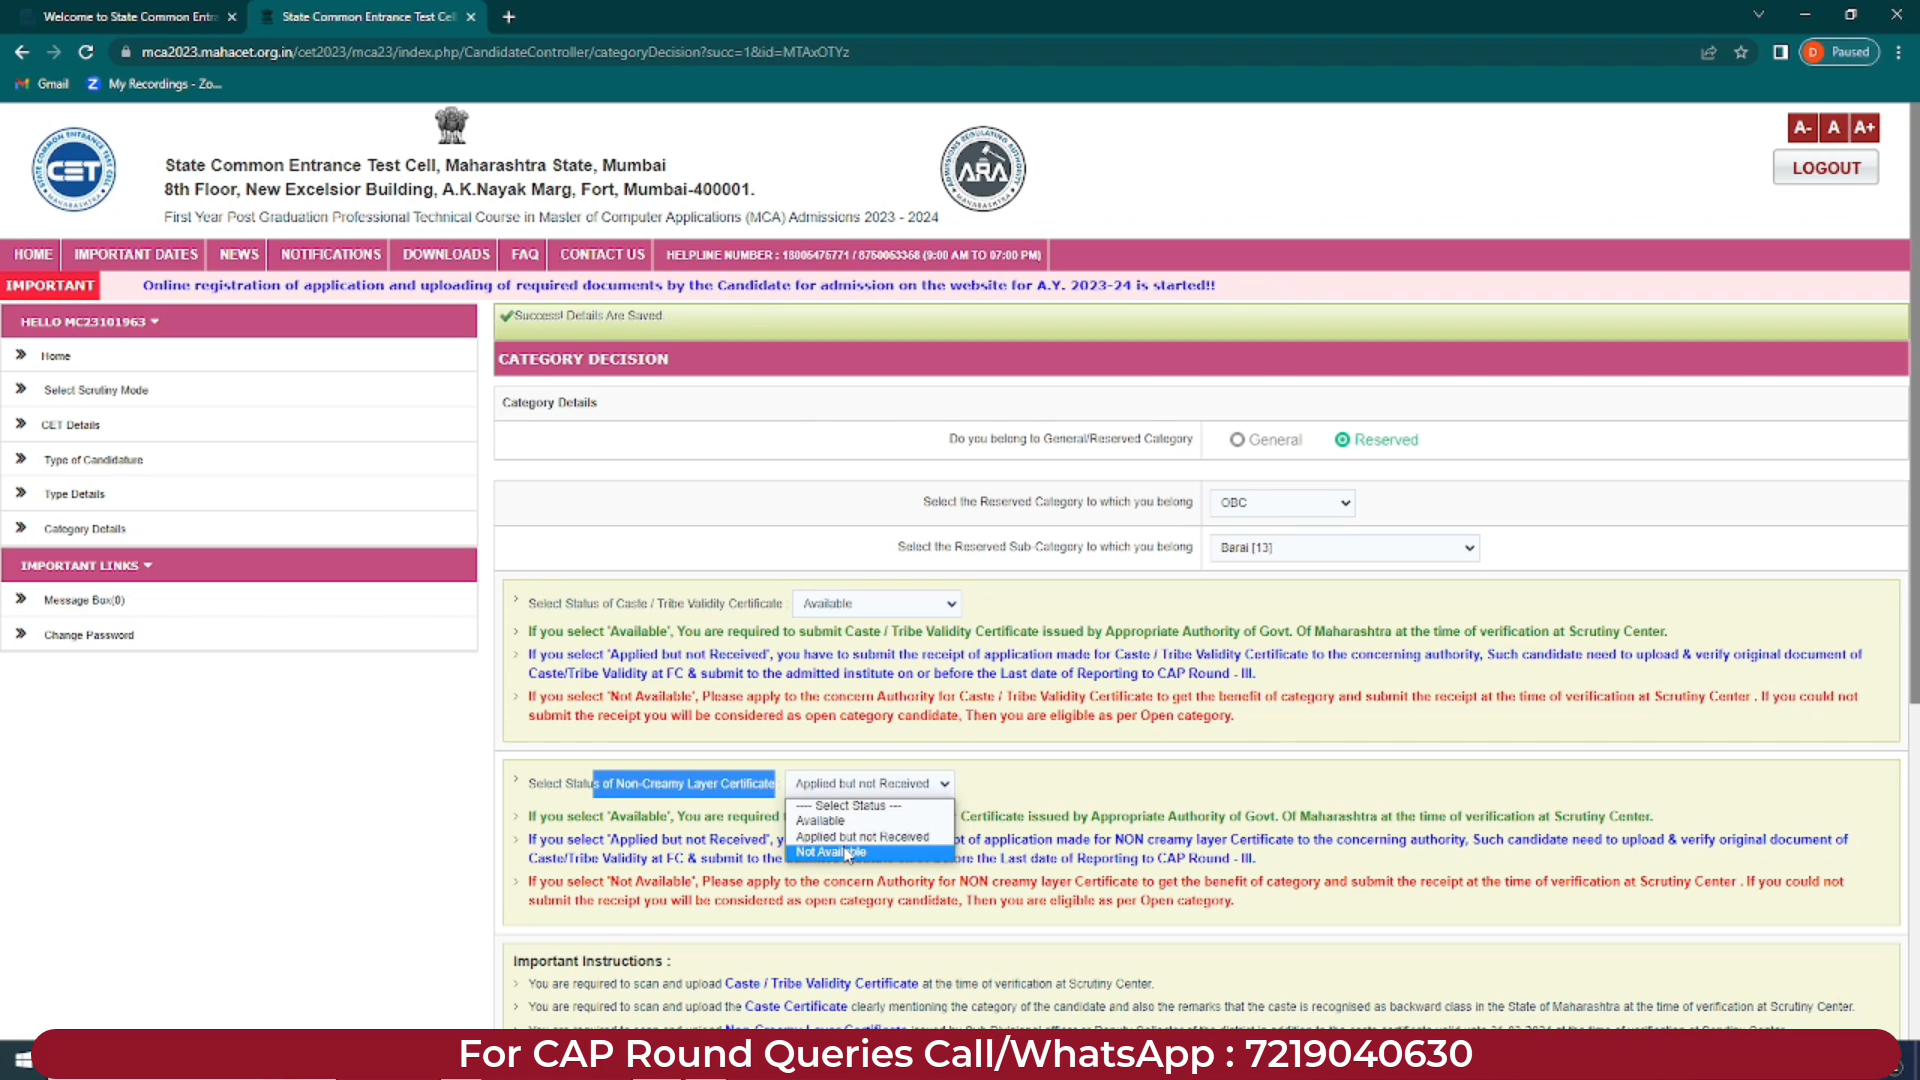 Welcome to State Common Entr
State Common Entrance Test Cell
mca2023.mahacet.org.in/cet2023/mca23/index.php/CandidateController/categoryDecision?succ=1&id=MTAxOTYz
D Paused
Gmail
My Recordings - Zo...
CET
ARA
A- A A+
LOGOUT
State Common Entrance Test Cell, Maharashtra State, Mumbai
8th Floor, New Excelsior Building, A.K.Nayak Marg, Fort, Mumbai-400001.
First Year Post Graduation Professional Technical Course in Master of Computer Applications (MCA) Admissions 2023 - 2024
HOME IMPORTANT DATES NEWS NOTIFICATIONS DOWNLOADS FAQ CONTACT US HELPLINE NUMBER : 18005475771 / 8750053358 (9:00 AM TO 07:00 PM)
IMPORTANT Online registration of application and uploading of required documents by the Candidate for admission on the website for A.Y. 2023-24 is started!!
HELLO MC23101963
Home
Select Scrutiny Mode
CET Details
Type of Candidature
Type Details
Category Details
IMPORTANT LINKS
Message Box(0)
Change Password
Success! Details Are Saved.
CATEGORY DECISION
Category Details
Do you belong to General/Reserved Category General Reserved
Select the Reserved Category to which you belong OBC
Select the Reserved Sub-Category to which you belong Barai [13]
Select Status of Caste / Tribe Validity Certificate : Available
If you select 'Available', You are required to submit Caste / Tribe Validity Certificate issued by Appropriate Authority of Govt. Of Maharashtra at the time of verification at Scrutiny Center.
If you select 'Applied but not Received', you have to submit the receipt of application made for Caste / Tribe Validity Certificate to the concerning authority, Such candidate need to upload & verify original document of
Caste/Tribe Validity at FC & submit to the admitted institute on or before the Last date of Reporting to CAP Round - III.
If you select 'Not Available', Please apply to the concern Authority for Caste / Tribe Validity Certificate to get the benefit of category and submit the receipt at the time of verification at Scrutiny Center . If you could not
submit the receipt you will be considered as open category candidate, Then you are eligible as per Open category.
Select Status of Non-Creamy Layer Certificate Applied but not Received
---- Select Status ---
Available
Applied but not Received
Not Available
If you select 'Available', You are required Certificate issued by Appropriate Authority of Govt. Of Maharashtra at the time of verification at Scrutiny Center.
If you select 'Applied but not Received', y pt of application made for NON creamy layer Certificate to the concerning authority, Such candidate need to upload & verify original document of
Caste/Tribe Validity at FC & submit to the ore the Last date of Reporting to CAP Round - III.
If you select 'Not Available', Please apply to the concern Authority for NON creamy layer Certificate to get the benefit of category and submit the receipt at the time of verification at Scrutiny Center . If you could not
submit the receipt you will be considered as open category candidate, Then you are eligible as per Open category.
Important Instructions :
You are required to scan and upload Caste / Tribe Validity Certificate at the time of verification at Scrutiny Center.
You are required to scan and upload the Caste Certificate clearly mentioning the category of the candidate and also the remarks that the caste is recognised as backward class in the State of Maharashtra at the time of verification at Scrutiny Center.
For CAP Round Queries Call/WhatsApp : 7219040630